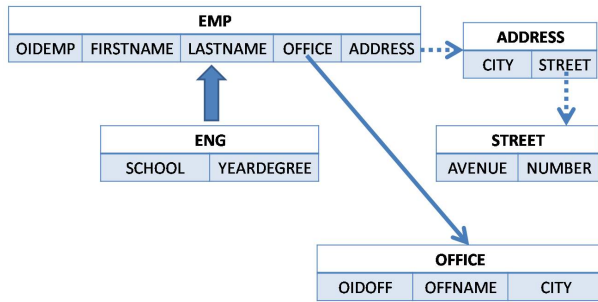 EMP
OIDEMP FIRSTNAME LASTNAME OFFICE ADDRESS
ADDRESS
CITY STREET
ENG
SCHOOL YEARDEGREE
STREET
AVENUE NUMBER
OFFICE
OIDOFF OFFNAME CITY